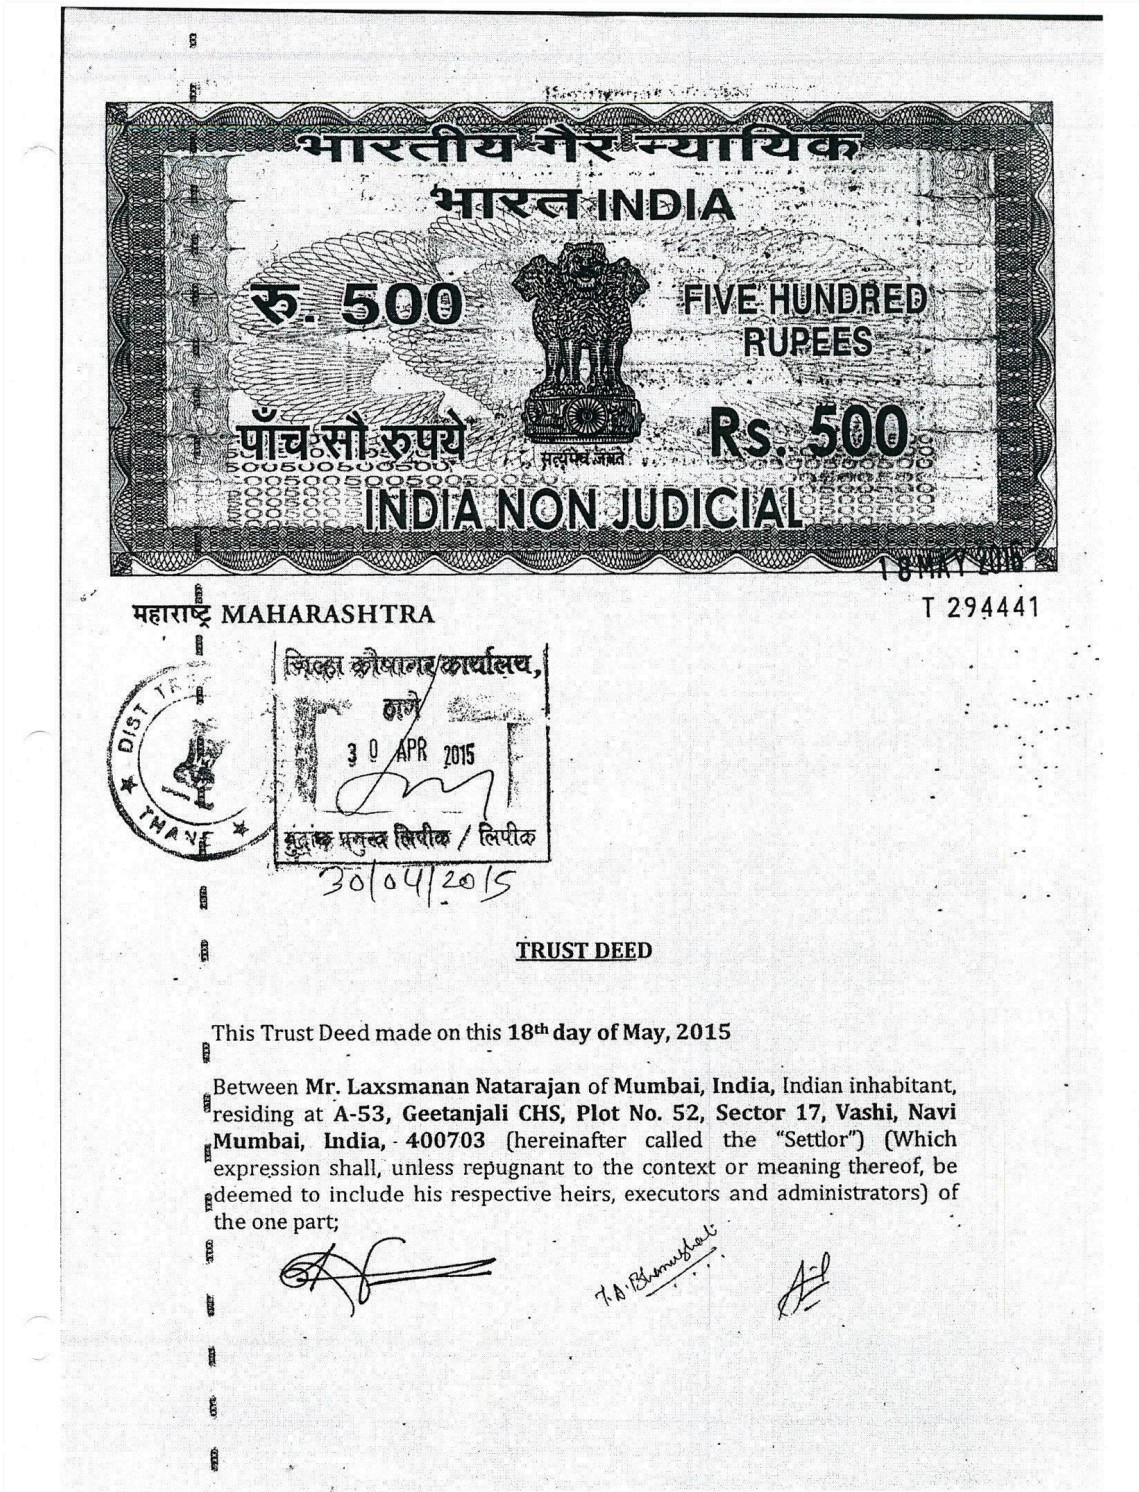 भारतीय गैर न्यायिक
भारत INDIA
रु. 500
FIVE HUNDRED
RUPEES
पाँच सौ रुपये
Rs. 500
सत्यमेव जयते
INDIA NON JUDICIAL
18 MAY 2015
महाराष्ट्र MAHARASHTRA
T 294441
जिल्हा कोषागार कार्यालय,
ठाणे
30 APR 2015
मुद्रांक प्रमुख लिपीक / लिपीक
30/04/2015
DIST
THANE
TRUST DEED
This Trust Deed made on this 18th day of May, 2015
Between Mr. Laxsmanan Natarajan of Mumbai, India, Indian inhabitant,
residing at A-53, Geetanjali CHS, Plot No. 52, Sector 17, Vashi, Navi
Mumbai, India, - 400703 (hereinafter called the “Settlor”) (Which
expression shall, unless repugnant to the context or meaning thereof, be
deemed to include his respective heirs, executors and administrators) of
the one part;
T.A. Bhanushali